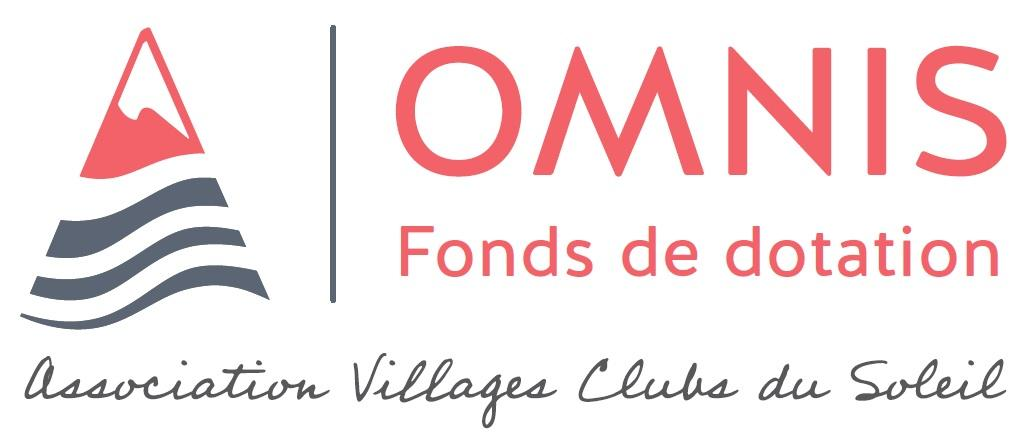 OMNIS
Fonds de dotation
Association Villages Clubs du Soleil